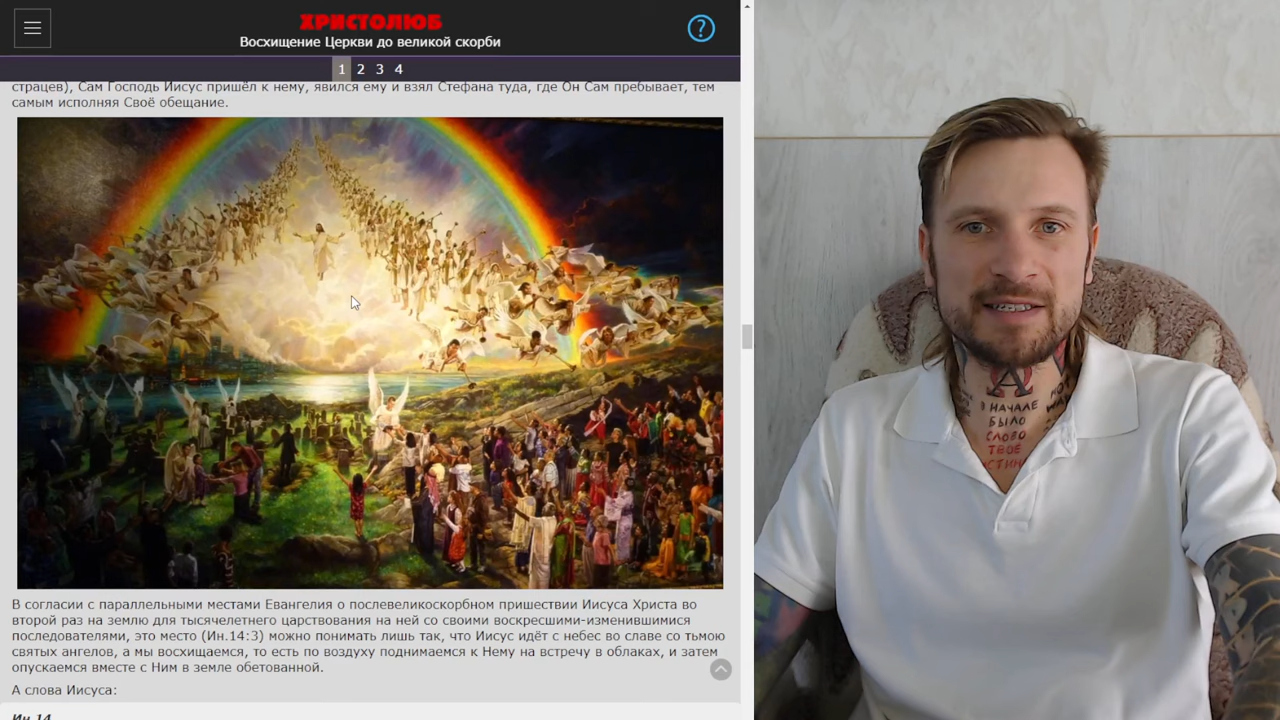 ХРИСТОЛЮБ
Восхищение Церкви до великой скорби
?
1 2 3 4
страцев), Сам Господь Иисус пришёл к нему, явился ему и взял Стефана туда, где Он Сам пребывает, тем
самым исполняя Своё обещание.
В согласии с параллельными местами Евангелия о послевеликоскорбном пришествии Иисуса Христа во
второй раз на землю для тысячелетнего царствования на ней со своими воскресшими-изменившимися
последователями, это место (Ин.14:3) можно понимать лишь так, что Иисус идёт с небес во славе со тьмою
святых ангелов, а мы восхищаемся, то есть по воздуху поднимаемся к Нему на встречу в облаках, и затем
опускаемся вместе с Ним в земле обетованной.
А слова Иисуса:
Ин.14
А
В НАЧАЛЕ
БЫЛО
СЛОВО
ТВОЕ